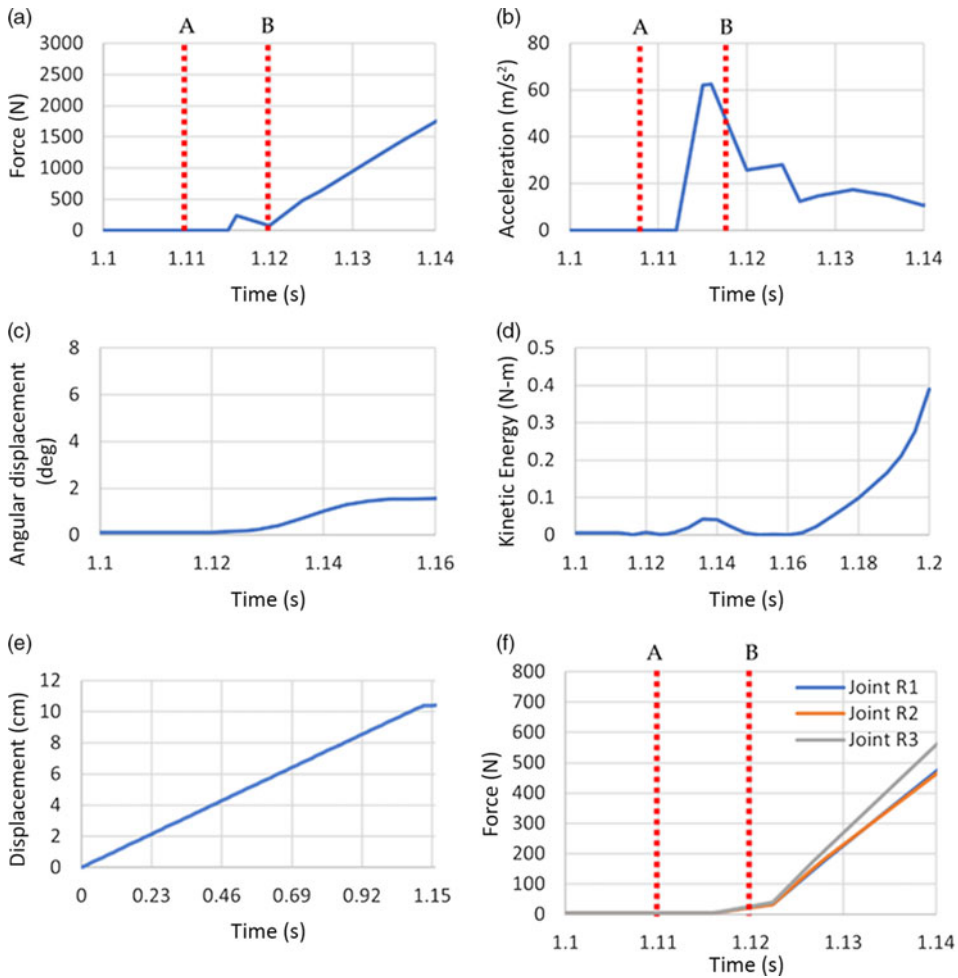 (a)
A B
3000
2500
2000
1500
1000
500
0
Force (N)
1.1 1.11 1.12 1.13 1.14
Time (s)
(b)
A B
80
60
40
20
0
Acceleration (m/s²)
1.1 1.11 1.12 1.13 1.14
Time (s)
(c)
8
6
4
2
0
Angular displacement
(deg)
1.1 1.12 1.14 1.16
Time (s)
(d)
0.5
0.4
0.3
0.2
0.1
0
Kinetic Energy (N-m)
1.1 1.12 1.14 1.16 1.18 1.2
Time (s)
(e)
12
10
8
6
4
2
0
Displacement (cm)
0 0.23 0.46 0.69 0.92 1.15
Time (s)
(f)
A B
800
700
600
500
400
300
200
100
0
Force (N)
Joint R1
Joint R2
Joint R3
1.1 1.11 1.12 1.13 1.14
Time (s)